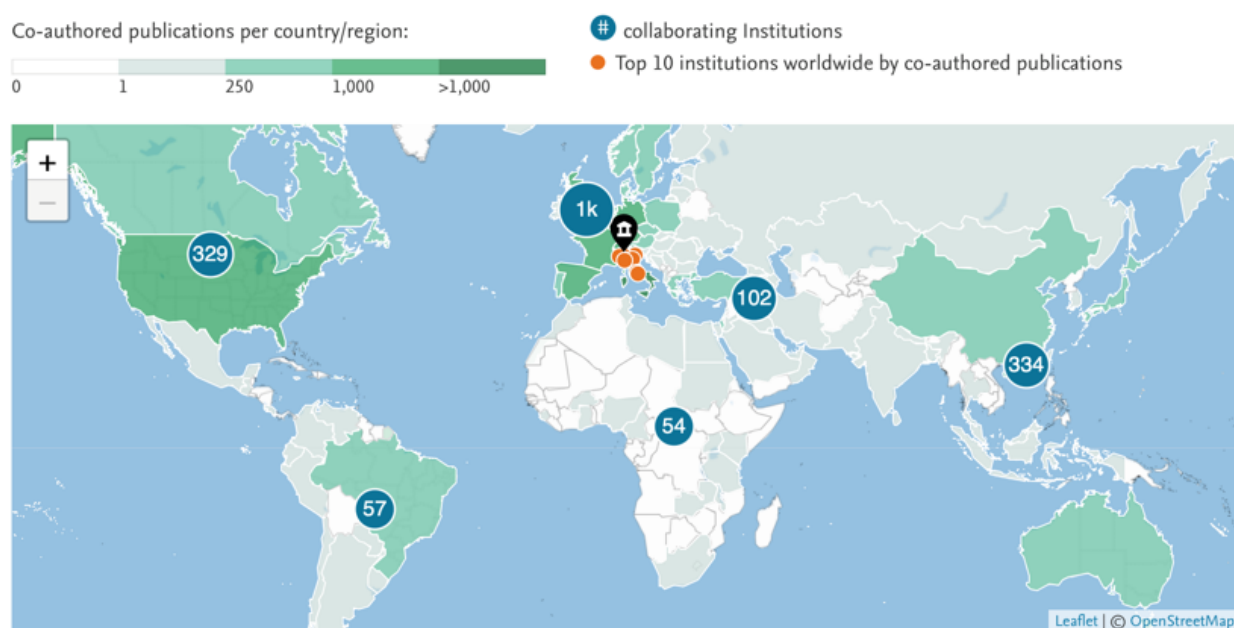 Co-authored publications per country/region:
# collaborating Institutions
Top 10 institutions worldwide by co-authored publications
0 1 250 1,000 >1,000
+
−
1k
329
102
334
54
57
Leaflet | © OpenStreetMap